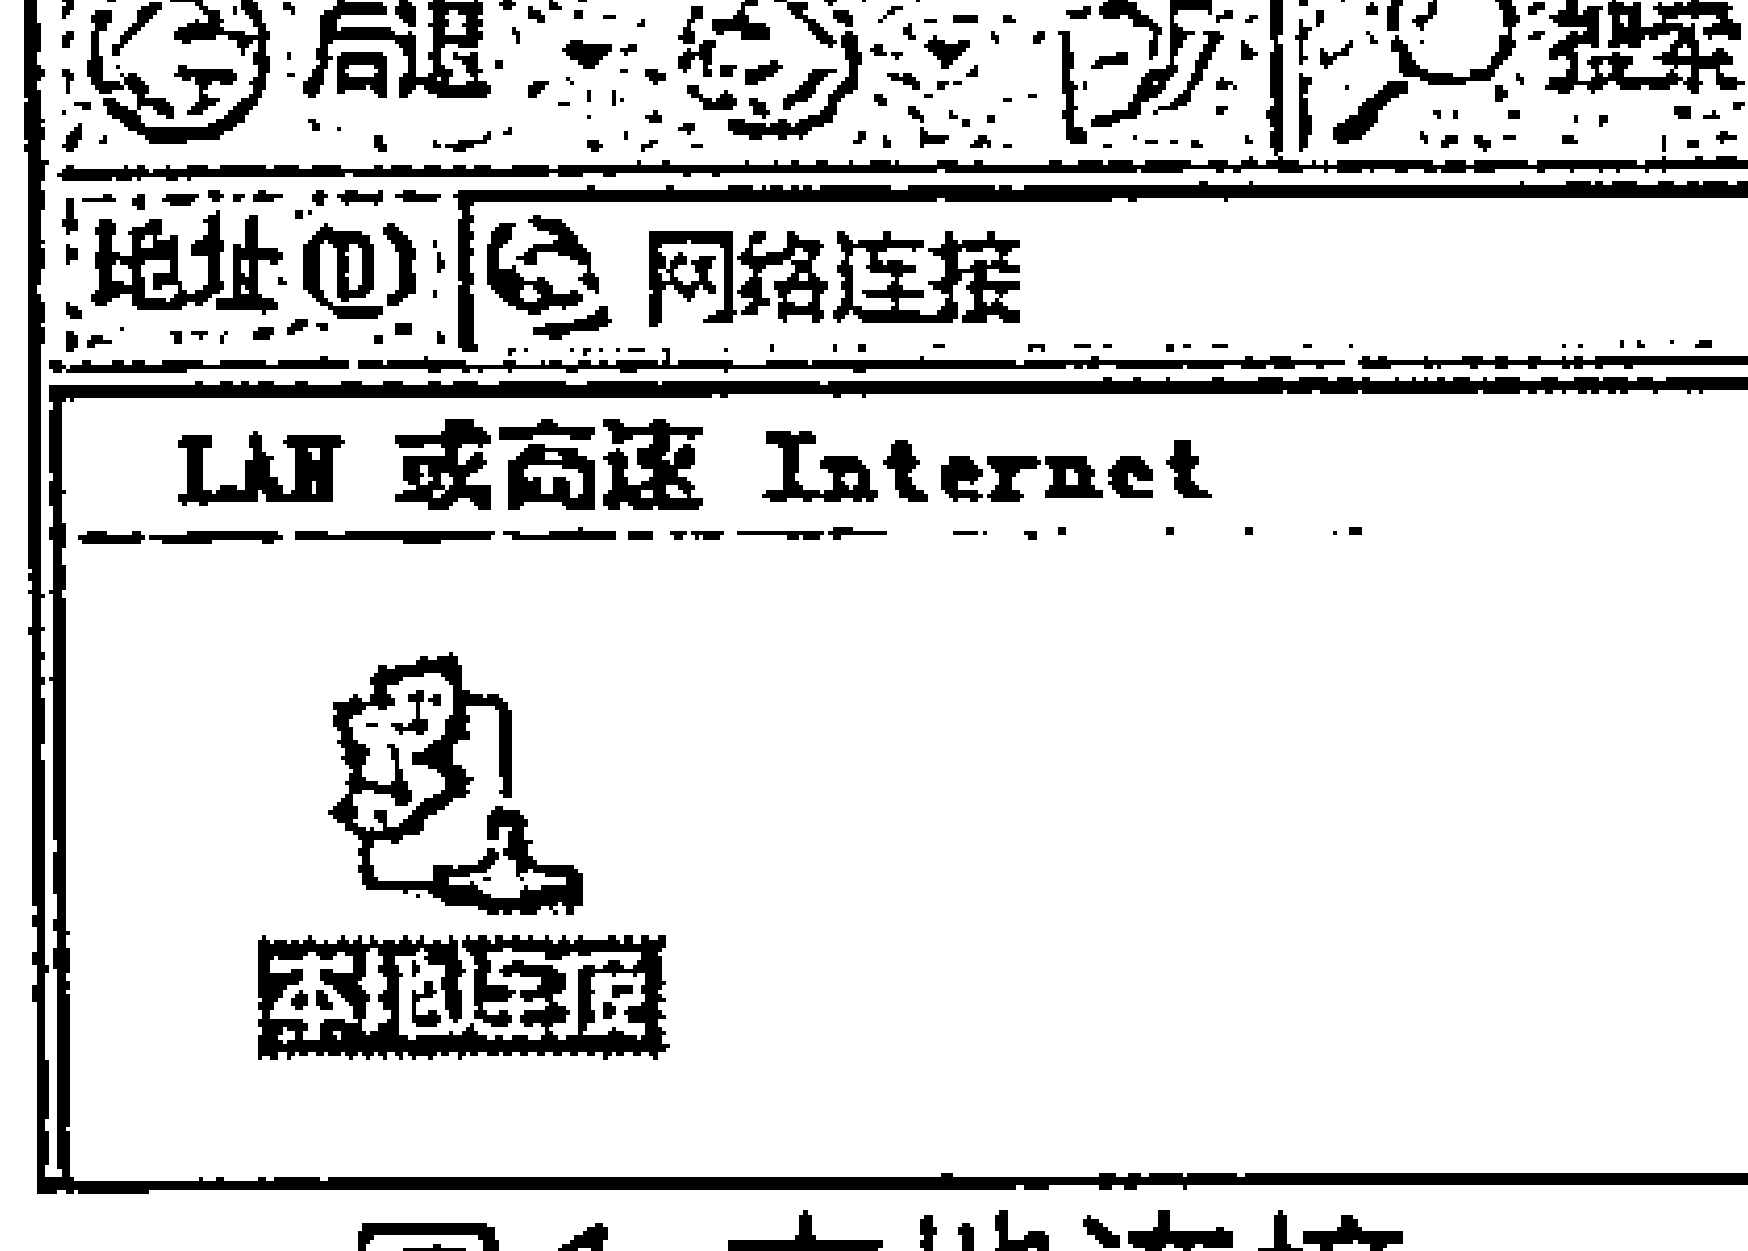 后退 搜索
地址(D) 网络连接
LAN 或高速 Internet
本地连接